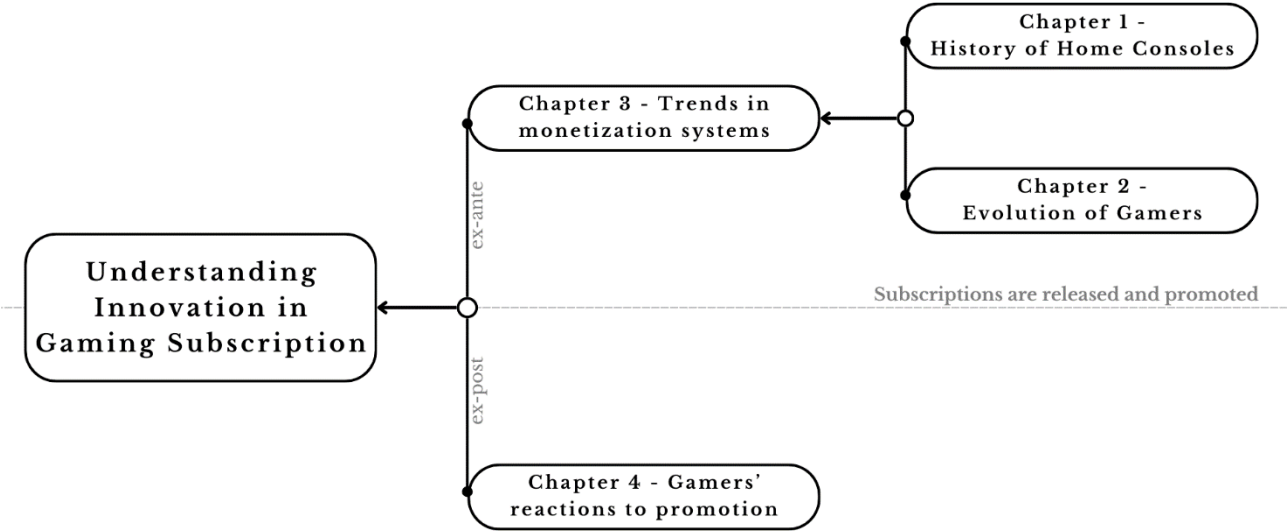 Chapter 1 -
History of Home Consoles
Chapter 3 - Trends in
monetization systems
Chapter 2 -
Evolution of Gamers
ex-ante
Understanding
Innovation in
Gaming Subscription
Subscriptions are released and promoted
ex-post
Chapter 4 - Gamers’
reactions to promotion